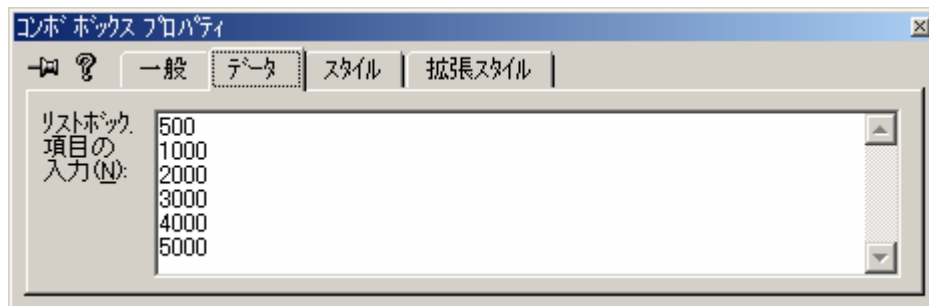 コンボ ボックス プロパティ
? 一般 データ スタイル 拡張スタイル
リストボック.
項目の
入力(N):
500
1000
2000
3000
4000
5000